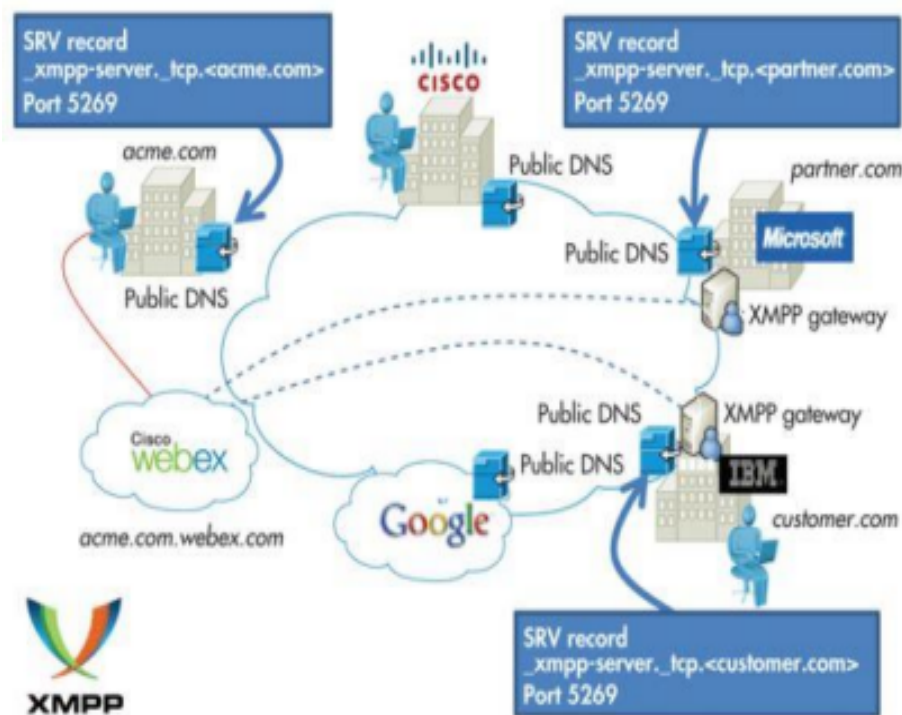 SRV record
_xmpp-server._tcp.<acme.com>
Port 5269
CISCO
SRV record
_xmpp-server._tcp.<partner.com>
Port 5269
acme.com
Public DNS
Public DNS
partner.com
Public DNS
Microsoft
XMPP gateway
Cisco
webex
acme.com.webex.com
Public DNS
XMPP gateway
Public DNS
Google
IBM
customer.com
SRV record
_xmpp-server._tcp.<customer.com>
Port 5269
XMPP